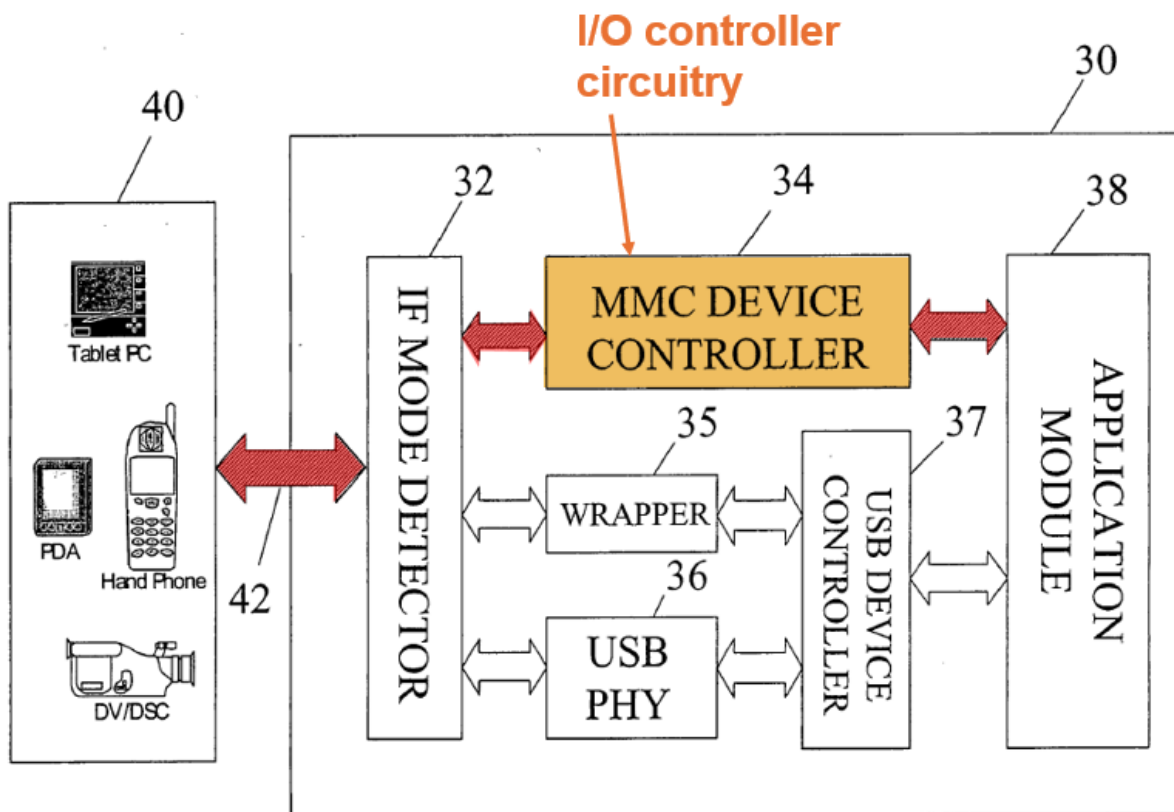 I/O controller
circuitry
30
40
32
34
38
MMC DEVICE
CONTROLLER
IF MODE DETECTOR
APPLICATION
MODULE
Tablet PC
35
37
WRAPPER
USB DEVICE
CONTROLLER
PDA
Hand Phone
42
36
USB
PHY
DV/DSC